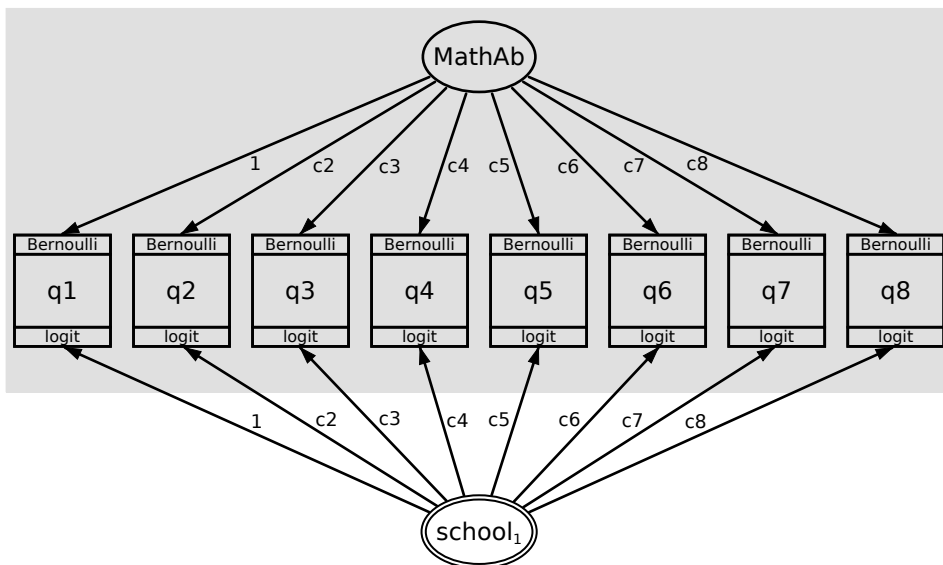 MathAb
1 c2 c3 c4 c5 c6 c7 c8
Bernoulli Bernoulli Bernoulli Bernoulli Bernoulli Bernoulli Bernoulli Bernoulli
q1 q2 q3 q4 q5 q6 q7 q8
logit logit logit logit logit logit logit logit
1 c2 c3 c4 c5 c6 c7 c8
school₁